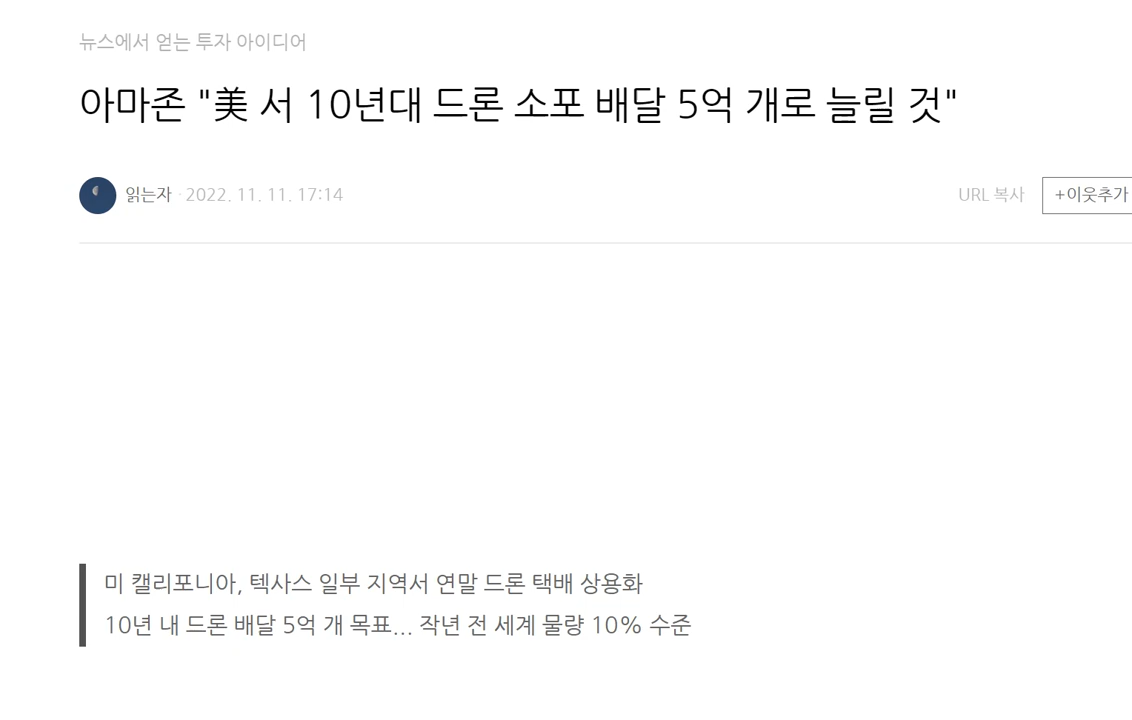 뉴스에서 얻는 투자 아이디어
아마존 "美 서 10년대 드론 소포 배달 5억 개로 늘릴 것"
읽는자 · 2022. 11. 11. 17:14
URL 복사
+이웃추가
미 캘리포니아, 텍사스 일부 지역서 연말 드론 택배 상용화
10년 내 드론 배달 5억 개 목표... 작년 전 세계 물량 10% 수준